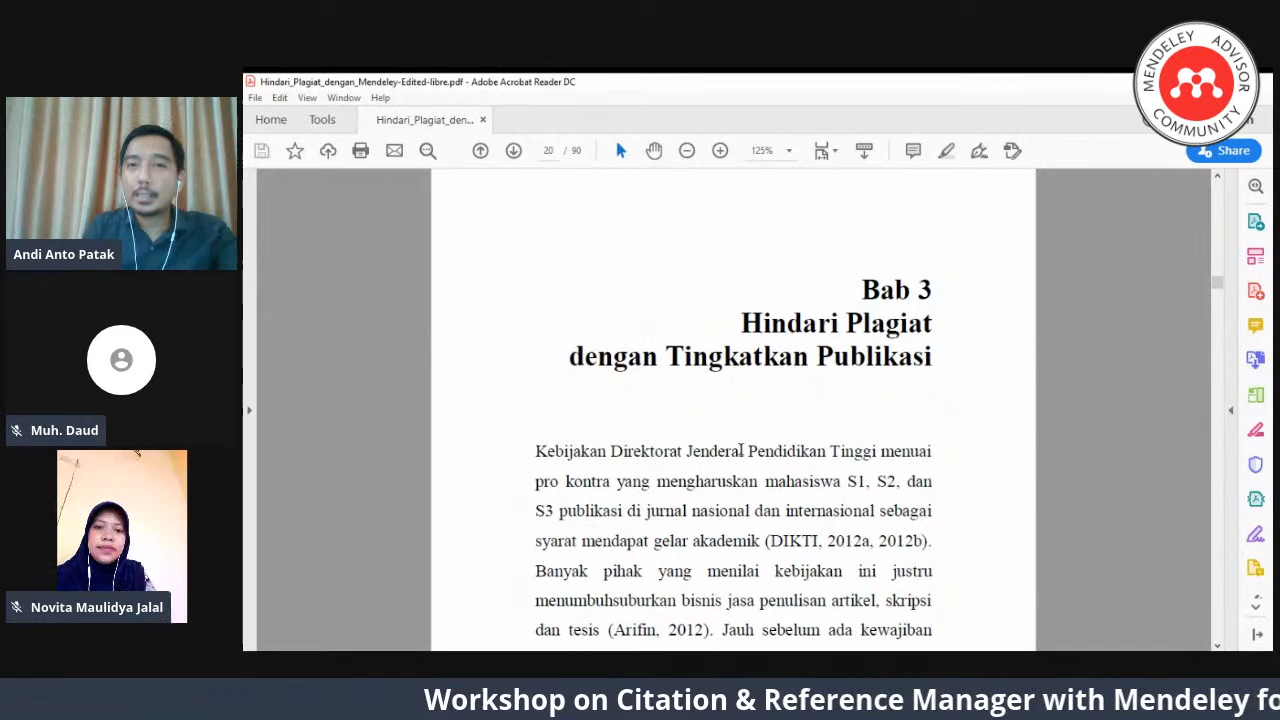 MENDELEY ADVISOR
COMMUNITY
Hindari_Plagiat_dengan_Mendeley-Edited-libre.pdf - Adobe Acrobat Reader DC
File Edit View Window Help
Home Tools Hindari_Plagiat_den... ×
20 / 90 125% Share
Andi Anto Patak
Muh. Daud
Novita Maulidya Jalal
Bab 3
Hindari Plagiat
dengan Tingkatkan Publikasi
Kebijakan Direktorat Jenderal Pendidikan Tinggi menuai
pro kontra yang mengharuskan mahasiswa S1, S2, dan
S3 publikasi di jurnal nasional dan internasional sebagai
syarat mendapat gelar akademik (DIKTI, 2012a, 2012b).
Banyak pihak yang menilai kebijakan ini justru
menumbuhsuburkan bisnis jasa penulisan artikel, skripsi
dan tesis (Arifin, 2012). Jauh sebelum ada kewajiban
Workshop on Citation & Reference Manager with Mendeley fo